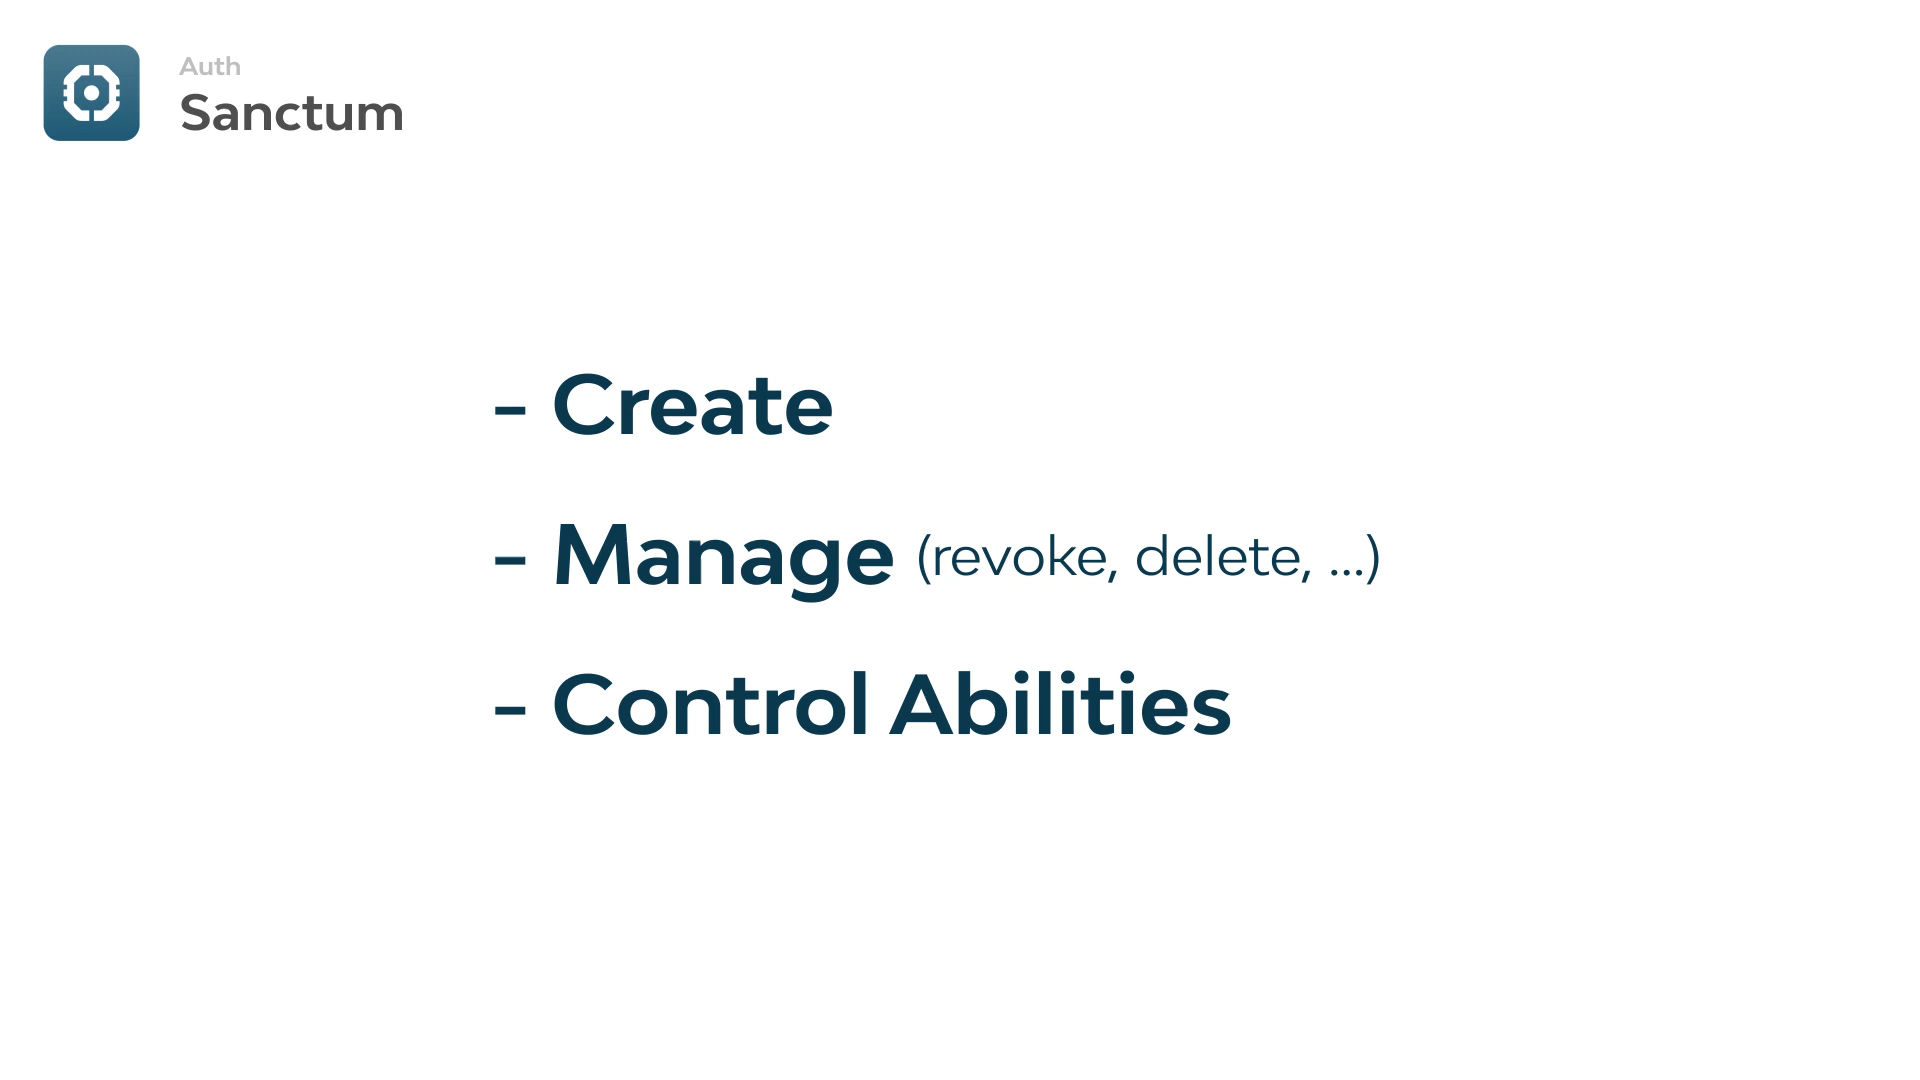 Auth
Sanctum
- Create
- Manage (revoke, delete, ...)
- Control Abilities